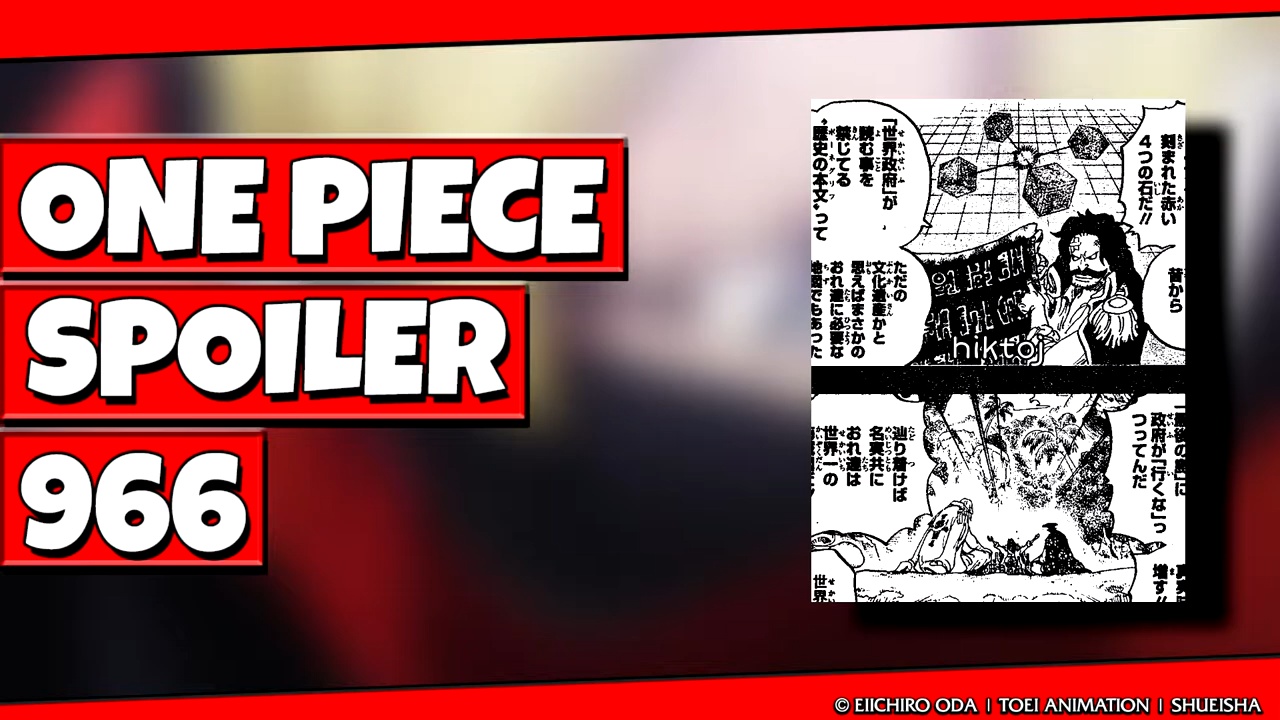 ONE PIECE
SPOILER
966
刻まれた赤い
4つの石だ!!
昔から
「世界政府」が
読む事を
禁じてる
"歴史の本文"って
ただの
文化遺産かと
思えばまさかの
おれ達に必要な
地図でもあった
hiktoj
政府が「行くな」っ
つってんだ
増す!!
辿り着けば
名実共に
おれ達は
世界一の
世界
© EIICHIRO ODA | TOEI ANIMATION | SHUEISHA